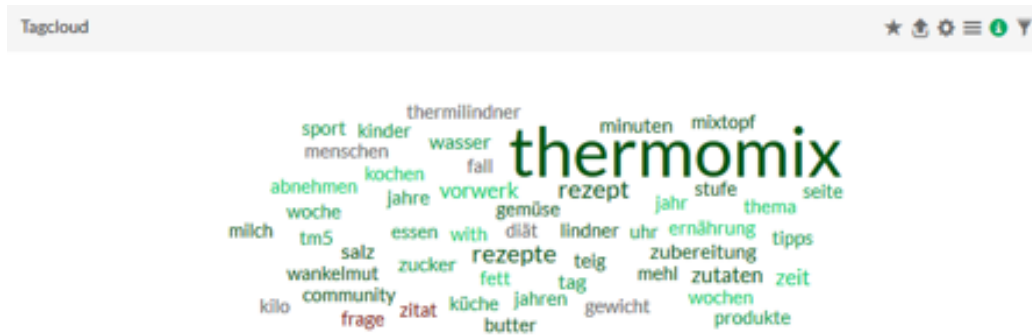 Tagcloud
thermilindner
sport kinder wasser minuten mixtopf
menschen fall thermomix
abnehmen kochen jahre vorwerk rezept stufe seite
woche gemüse jahr thema
milch tm5 essen with diät lindner uhr ernährung tipps
salz zucker rezepte teig zubereitung
wankelmut fett tag mehl zutaten zeit
kilo community zitat küche jahren gewicht wochen
frage butter produkte